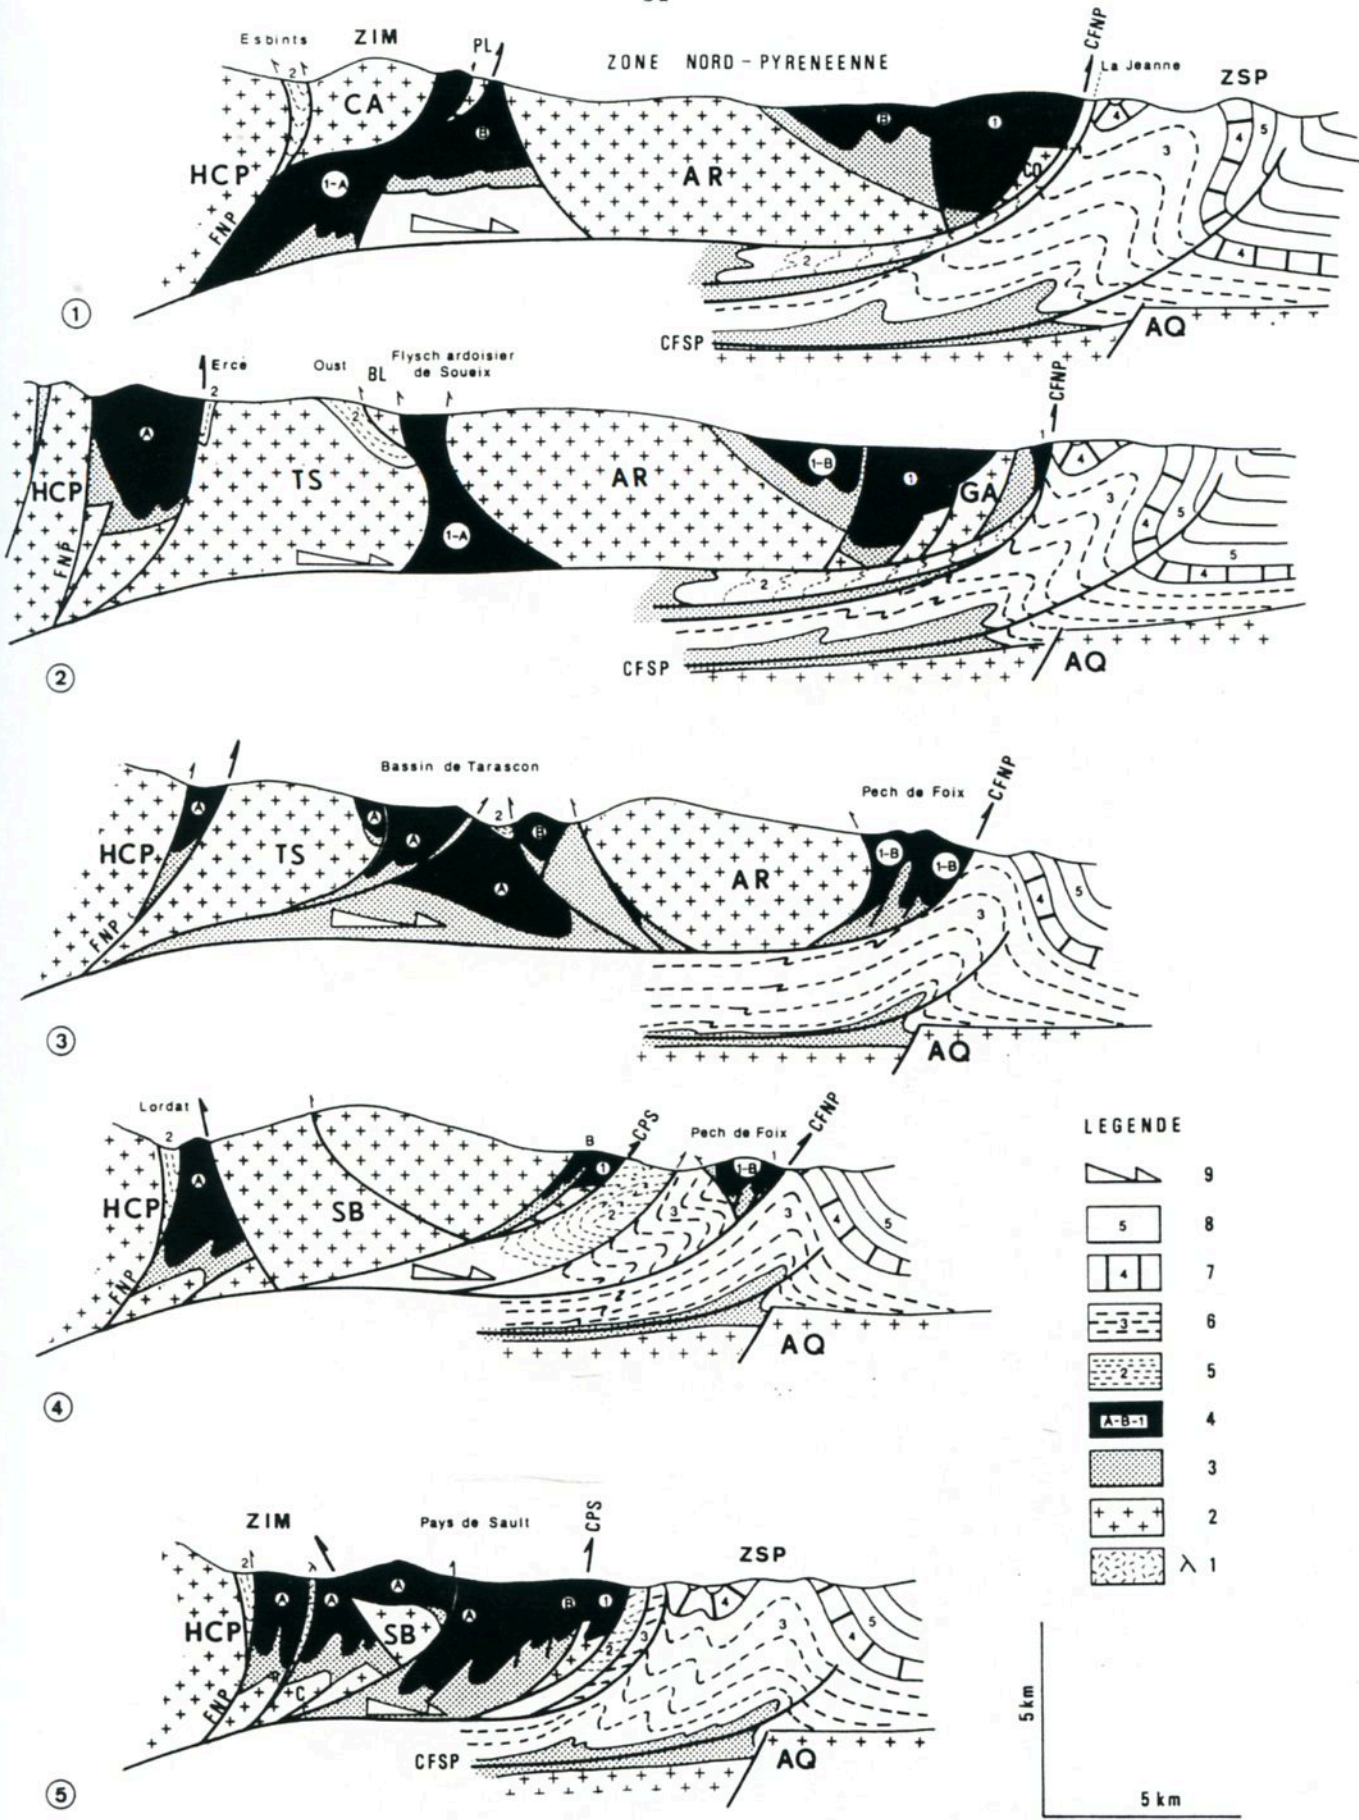 Esbints
ZIM
PL
ZONE NORD-PYRENEENNE
CFNP
La Jeanne
ZSP
2
CA
B
B
1
4
4
5
3
HCP
1-A
AR
CO
FNP
2
4
1
CFSP
AQ
Erce
Oust
BL
Flysch ardoisier
de Soueix
CFNP
2
2
A
1-B
1
4
3
5
HCP
TS
AR
GA
4
FNP
1-A
5
2
4
CFSP
AQ
2
Bassin de Tarascon
Pech de Foix
CFNP
A
A
2
B
A
1-B
1-B
HCP
TS
AR
4
5
A
3
FNP
3
AQ
Lordat
CPS
Pech de Foix
CFNP
2
B
1
1-B
A
HCP
SB
2
3
3
4
5
FNP
AQ
4
ZIM
Pays de Sault
CPS
ZSP
2
λ
A
A
A
A
B
1
4
HCP
SB
2
3
4
5
C
FNP
CFSP
AQ
5
LEGENDE
9
5 8
4 7
3 6
2 5
A-B-1 4
3
2
λ 1
5 km
5 km